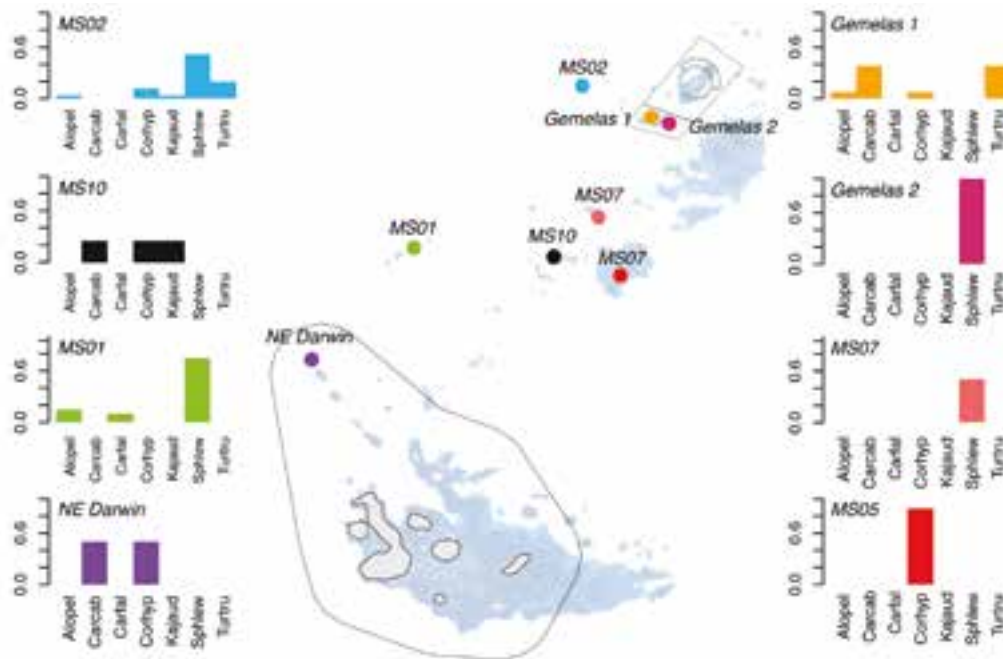 MS02
0.0 0.6
Alopel Carcab Carfal Corhyp Kajaud Sphlew Turtru
MS10
0.0 0.6
Alopel Carcab Carfal Corhyp Kajaud Sphlew Turtru
MS01
0.0 0.6
Alopel Carcab Carfal Corhyp Kajaud Sphlew Turtru
NE Darwin
0.0 0.6
Alopel Carcab Carfal Corhyp Kajaud Sphlew Turtru
MS02
Gemelas 1
Gemelas 2
MS07
MS01
MS10
MS07
NE Darwin
Gemelas 1
0.0 0.6
Alopel Carcab Carfal Corhyp Kajaud Sphlew Turtru
Gemelas 2
0.0 0.6
Alopel Carcab Carfal Corhyp Kajaud Sphlew Turtru
MS07
0.0 0.6
Alopel Carcab Carfal Corhyp Kajaud Sphlew Turtru
MS05
0.0 0.6
Alopel Carcab Carfal Corhyp Kajaud Sphlew Turtru